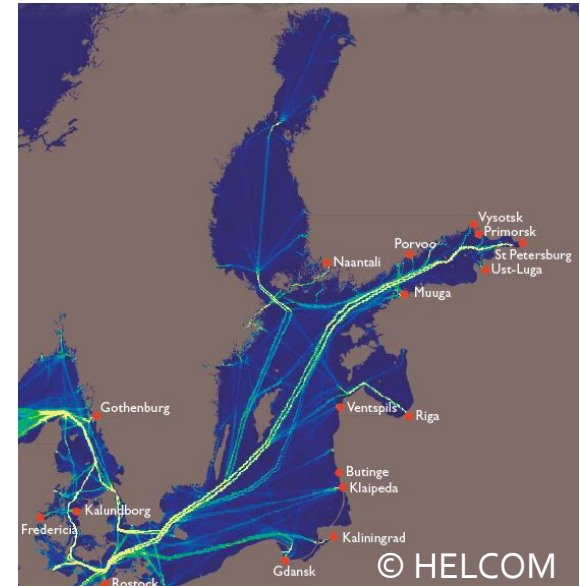 Vysotsk
Primorsk
Porvoo
St Petersburg
Naantali
Ust-Luga
Muuga
Gothenburg
Ventspils
Riga
Butinge
Klaipeda
Kalundborg
Fredericia
Kaliningrad
Gdansk
© HELCOM
Rostock